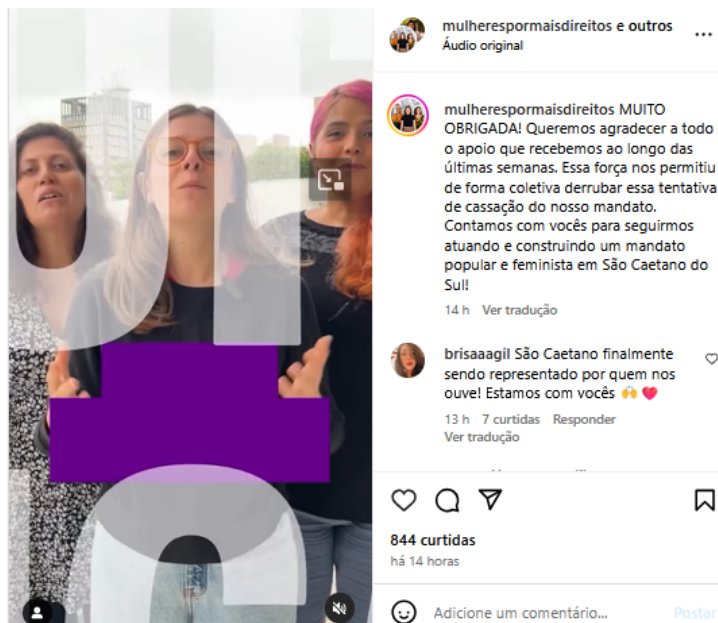 mulherespormaisdireitos e outros
Áudio original
mulherespormaisdireitos MUITO
OBRIGADA! Queremos agradecer a todo
o apoio que recebemos ao longo das
últimas semanas. Essa força nos permitiu
de forma coletiva derrubar essa tentativa
de cassação do nosso mandato.
Contamos com vocês para seguirmos
atuando e construindo um mandato
popular e feminista em São Caetano do
Sul!
14 h Ver tradução
brisaaagil São Caetano finalmente
sendo representado por quem nos
ouve! Estamos com vocês 🙌 ❤️
13 h 7 curtidas Responder
Ver tradução
844 curtidas
há 14 horas
Adicione um comentário...
Postar